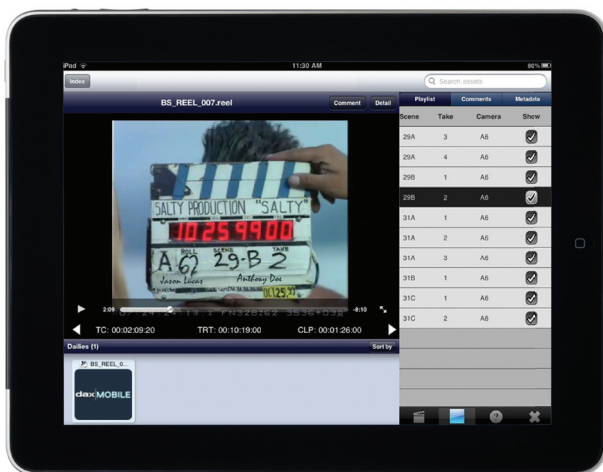 iPad 11:30 AM 80%
Index Search assets
BS_REEL_007.reel Comment Detail
Playlist Comments Metadata
Scene Take Camera Show
29A 3 A6
29A 4 A6
29B 1 A6
29B 2 A6
31A 1 A6
31A 2 A6
31A 3 A6
31B 1 A6
31C 1 A6
31C 2 A6
SALTY PRODUCTION "SALTY"
10259900
ROLL SCENE TAKE
A 62 29-B 2
Jason Lucas Anthony Doe
2:09 -8:10
TC: 00:02:09:20 TRT: 00:10:19:00 CLP: 00:01:26:00
Dailies (1) Sort by
BS_REEL_0...
dax MOBILE